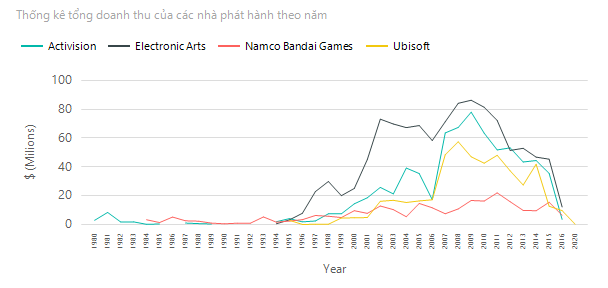 Thống kê tổng doanh thu của các nhà phát hành theo năm
Activision Electronic Arts Namco Bandai Games Ubisoft
100
80
60
40
20
0
$ (Milions)
1980 1981 1982 1983 1984 1985 1986 1987 1988 1989 1990 1991 1992 1993 1994 1995 1996 1997 1998 1999 2000 2001 2002 2003 2004 2005 2006 2007 2008 2009 2010 2011 2012 2013 2014 2015 2016 2020
Year